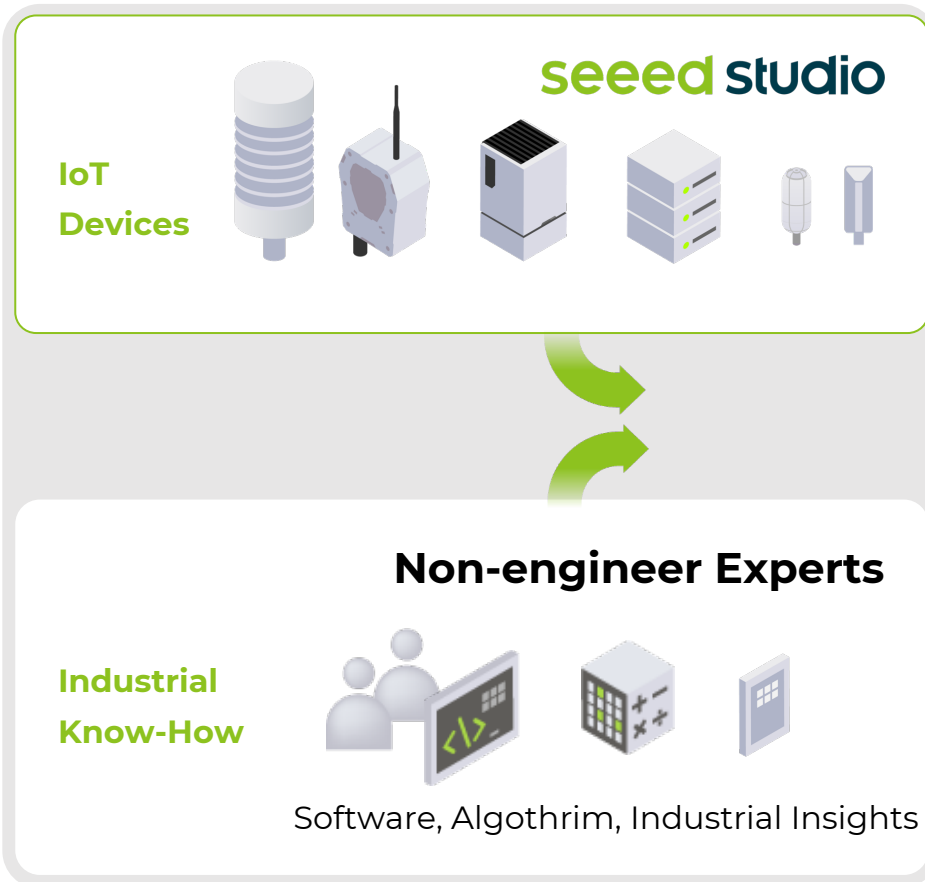 seeed studio
IoT
Devices
Non-engineer Experts
Industrial
Know-How
</>
Software, Algothrim, Industrial Insights